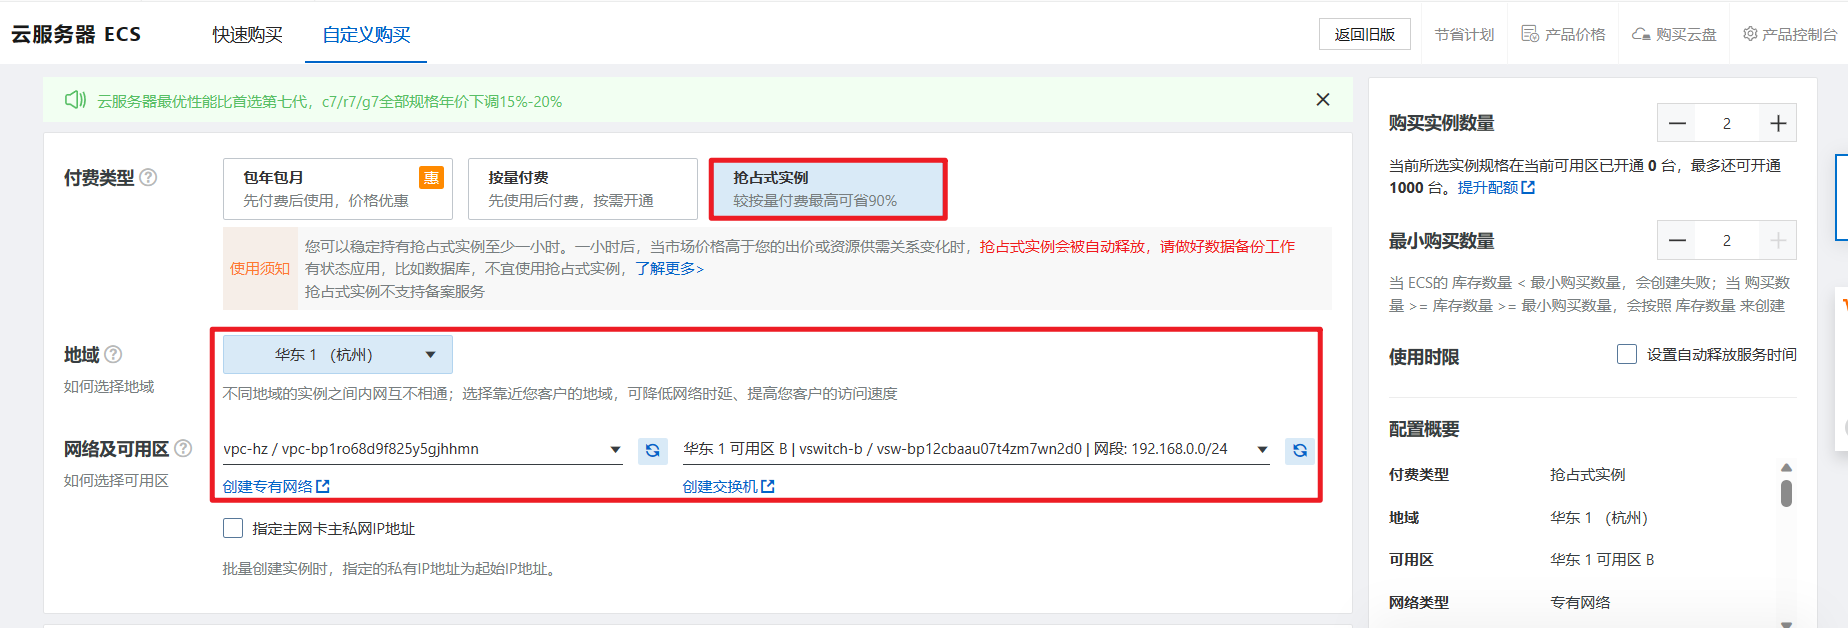 云服务器 ECS
快速购买
自定义购买
返回旧版
节省计划
产品价格
购买云盘
产品控制台
云服务器最优性能比首选第七代，c7/r7/g7全部规格年价下调15%-20%
付费类型
包年包月
惠
先付费后使用，价格优惠
按量付费
先使用后付费，按需开通
抢占式实例
较按量付费最高可省90%
使用须知
您可以稳定持有抢占式实例至少一小时。一小时后，当市场价格高于您的出价或资源供需关系变化时，抢占式实例会被自动释放，请做好数据备份工作
有状态应用，比如数据库，不宜使用抢占式实例，了解更多>
抢占式实例不支持备案服务
地域
如何选择地域
华东 1 （杭州）
不同地域的实例之间内网互不相通；选择靠近您客户的地域，可降低网络时延、提高您客户的访问速度
网络及可用区
如何选择可用区
vpc-hz / vpc-bp1ro68d9f825y5gjhhmn
华东 1 可用区 B | vswitch-b / vsw-bp12cbaau07t4zm7wn2d0 | 网段: 192.168.0.0/24
创建专有网络
创建交换机
指定主网卡主私网IP地址
批量创建实例时，指定的私有IP地址为起始IP地址。
购买实例数量
2
当前所选实例规格在当前可用区已开通 0 台，最多还可开通
1000 台。提升配额
最小购买数量
2
当 ECS的 库存数量 < 最小购买数量，会创建失败；当 购买数
量 >= 库存数量 >= 最小购买数量，会按照 库存数量 来创建
使用时限
设置自动释放服务时间
配置概要
付费类型
抢占式实例
地域
华东 1 （杭州）
可用区
华东 1 可用区 B
网络类型
专有网络